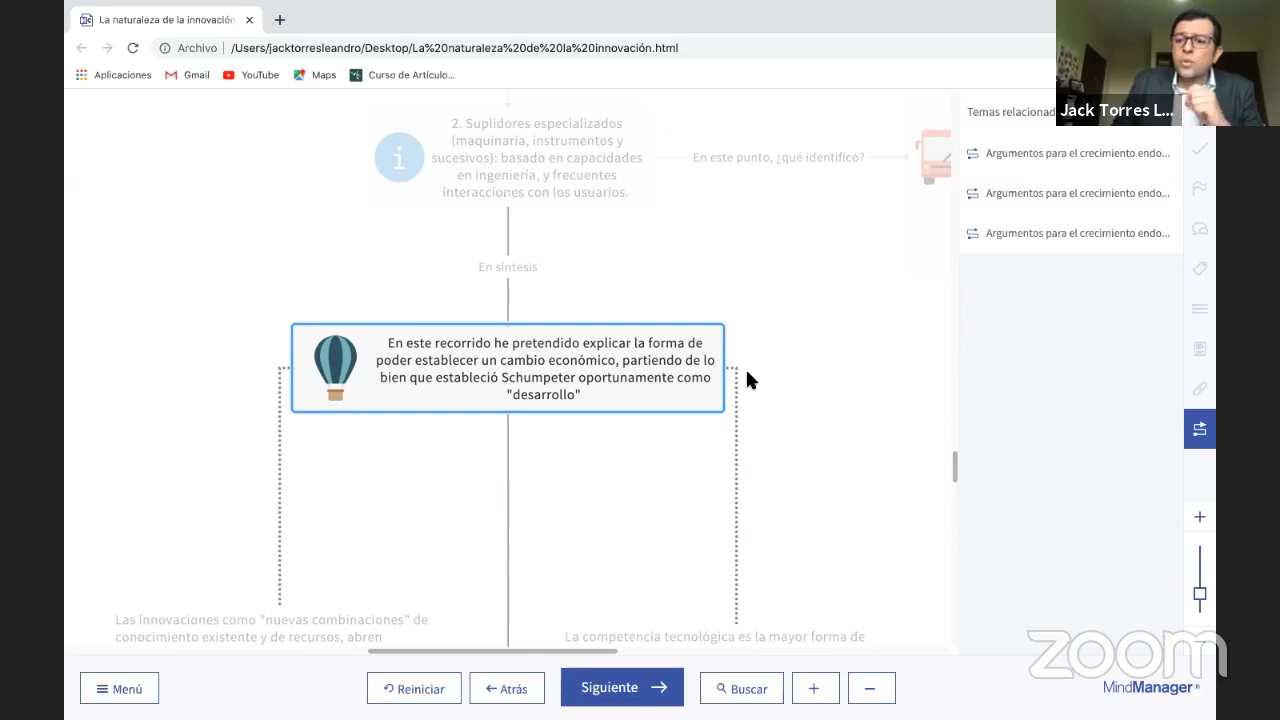 La naturaleza de la innovación
Archivo
/Users/jacktorresleandro/Desktop/La%20naturaleza%20de%20la%20innovación.html
Aplicaciones
Gmail
YouTube
Maps
Curso de Artículo...
Jack Torres L...
Temas relacionad
Argumentos para el crecimiento endo...
Argumentos para el crecimiento endo...
Argumentos para el crecimiento endo...
2. Suplidores especializados
(maquinaria, instrumentos y
sucesivos): basado en capacidades
en ingeniería, y frecuentes
interacciones con los usuarios.
En este punto, ¿qué identificó?
En síntesis
En este recorrido he pretendido explicar la forma de
poder establecer un cambio económico, partiendo de lo
bien que estableció Schumpeter oportunamente como
"desarrollo"
Las innovaciones como "nuevas combinaciones" de
conocimiento existente y de recursos, abren
La competencia tecnológica es la mayor forma de
Menú
Reiniciar
Atrás
Siguiente
Buscar
zoom
MindManager